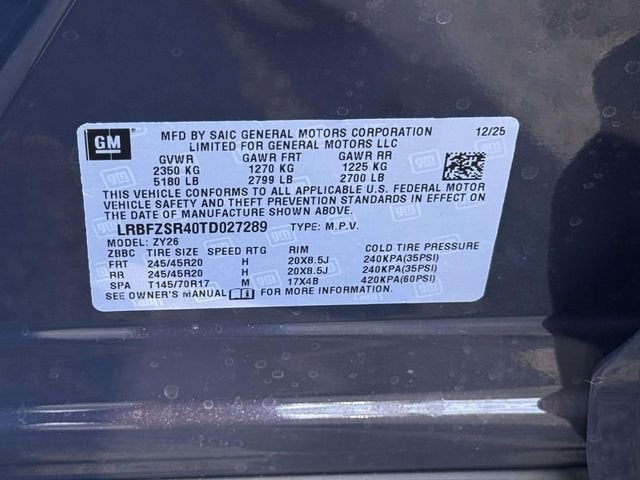 GM
MFD BY SAIC GENERAL MOTORS CORPORATION 12/25
LIMITED FOR GENERAL MOTORS LLC
GVWR GAWR FRT GAWR RR
2350 KG 1270 KG 1225 KG
5180 LB 2799 LB 2700 LB
THIS VEHICLE CONFORMS TO ALL APPLICABLE U.S. FEDERAL MOTOR
VEHICLE SAFETY AND THEFT PREVENTION STANDARDS IN EFFECT ON
THE DATE OF MANUFACTURE SHOWN ABOVE.
LRBFZSR40TD027289 TYPE: M.P.V.
MODEL: ZY26
ZBBC TIRE SIZE SPEED RTG RIM COLD TIRE PRESSURE
FRT 245/45R20 H 20X8.5J 240KPA(35PSI)
RR 245/45R20 H 20X8.5J 240KPA(35PSI)
SPA T145/70R17 M 17X4B 420KPA(60PSI)
SEE OWNER'S MANUAL FOR MORE INFORMATION.